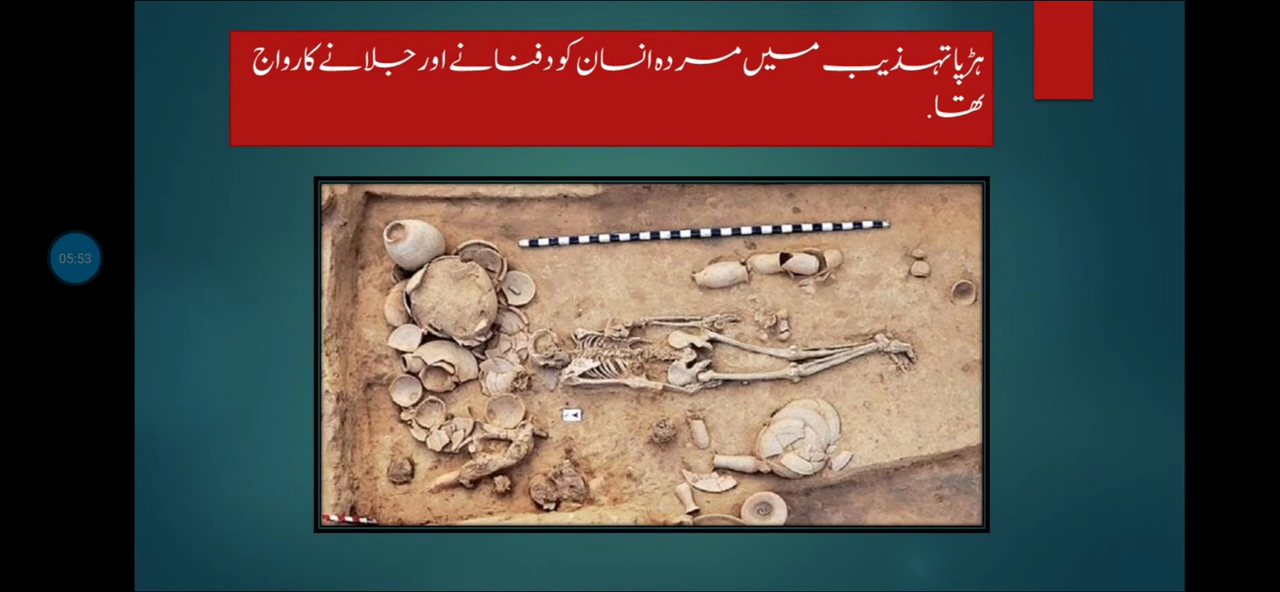 ہڑپا تہذیب میں مردہ انسان کو دفنانے اور جلانے کا رواج
تھا.
05:53